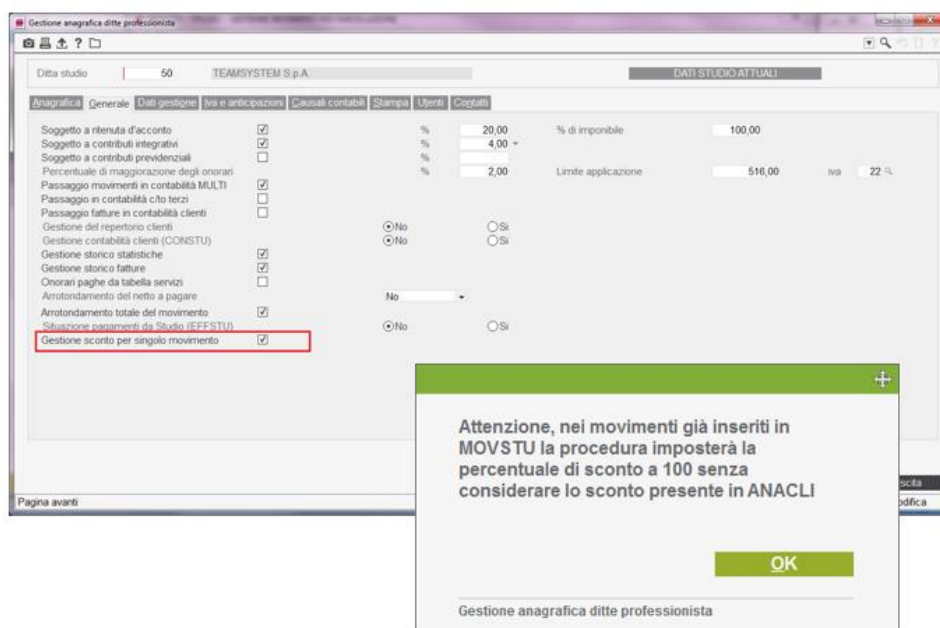 Gestione anagrafica ditte professionista
Ditta studio 50 TEAMSYSTEM S.p.A. DATI STUDIO ATTUALI
Anagrafica Generale Dati gestione Iva e anticipazioni Causali contabili Stampa Utenti Contatti
Soggetto a ritenuta d'acconto % 20,00 % di imponibile 100,00
Soggetto a contributi integrativi % 4,00
Soggetto a contributi previdenziali %
Percentuale di maggiorazione degli onorari % 2,00 Limite applicazione 516,00 iva 22
Passaggio movimenti in contabilità MULTI
Passaggio in contabilità c/to terzi
Passaggio fatture in contabilità clienti
Gestione del repertorio clienti No Si
Gestione contabilità clienti (CONSTU) No Si
Gestione storico statistiche
Gestione storico fatture
Onorari paghe da tabella servizi
Arrotondamento del netto a pagare No
Arrotondamento totale del movimento
Situazione pagamenti da Studio (EFFSTU) No Si
Gestione sconto per singolo movimento
Attenzione, nei movimenti già inseriti in
MOVSTU la procedura imposterà la
percentuale di sconto a 100 senza
considerare lo sconto presente in ANACLI
OK
Gestione anagrafica ditte professionista
scita
Pagina avanti odifica